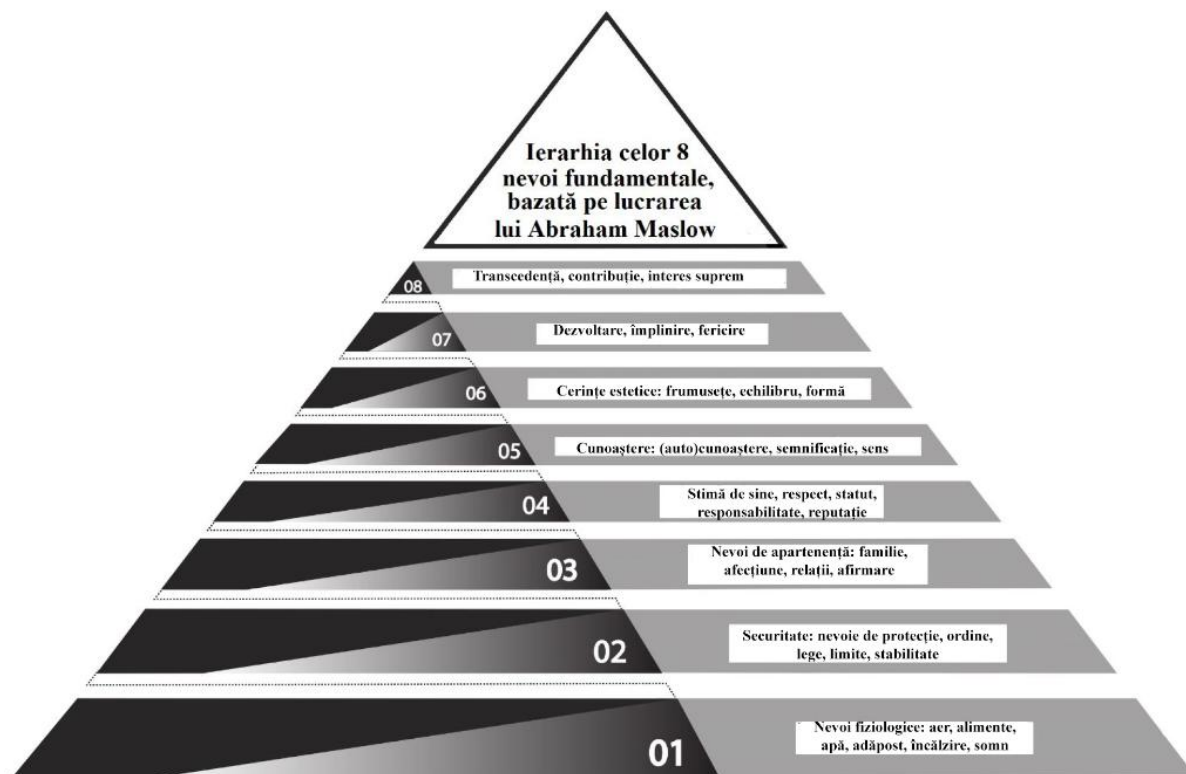 Ierarhia celor 8
nevoi fundamentale,
bazată pe lucrarea
lui Abraham Maslow
08
Transcedență, contribuție, interes suprem
07
Dezvoltare, împlinire, fericire
06
Cerințe estetice: frumusețe, echilibru, formă
05
Cunoaștere: (auto)cunoaștere, semnificație, sens
04
Stimă de sine, respect, statut,
responsabilitate, reputație
03
Nevoi de apartenență: familie,
afecțiune, relații, afirmare
02
Securitate: nevoie de protecție, ordine,
lege, limite, stabilitate
01
Nevoi fiziologice: aer, alimente,
apă, adăpost, încălzire, somn